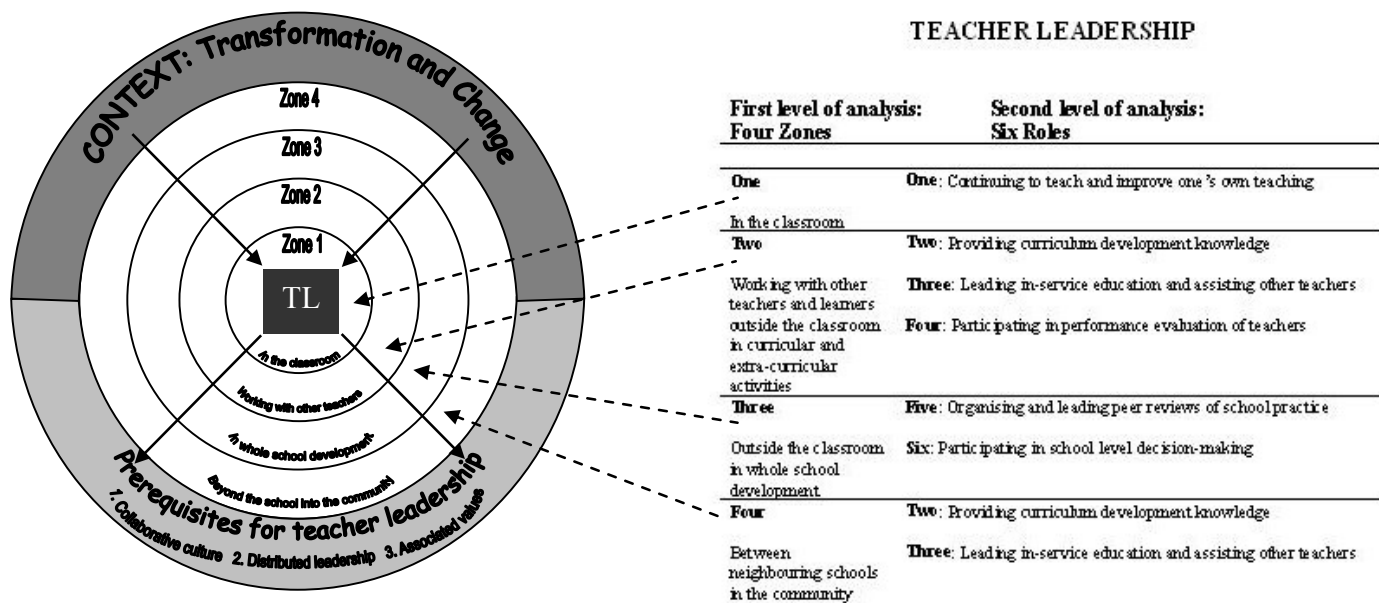 CONTEXT: Transformation and Change
Zone 4
Zone 3
Zone 2
Zone 1
TL
In the classroom
Working with other teachers
In whole school development
Beyond the school into the community
Prerequisites for teacher leadership
1. Collaborative culture 2. Distributed leadership 3. Associated values
TEACHER LEADERSHIP
First level of analysis:
Four Zones
Second level of analysis:
Six Roles
One
In the classroom
One: Continuing to teach and improve one's own teaching
Two
Working with other
teachers and learners
outside the classroom
in curricular and
extra-curricular
activities
Two: Providing curriculum development knowledge
Three: Leading in-service education and assisting other teachers
Four: Participating in performance evaluation of teachers
Three
Outside the classroom
in whole school
development
Five: Organising and leading peer reviews of school practice
Six: Participating in school level decision-making
Four
Between
neighbouring schools
in the community
Two: Providing curriculum development knowledge
Three: Leading in-service education and assisting other teachers